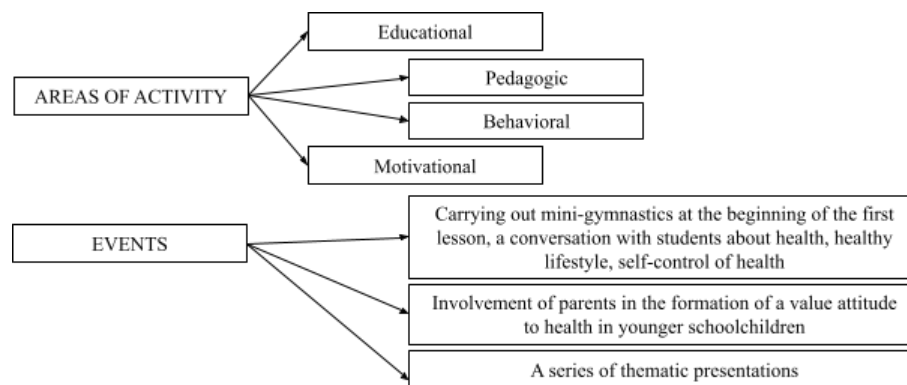 Educational
Pedagogic
AREAS OF ACTIVITY
Behavioral
Motivational
Carrying out mini-gymnastics at the beginning of the first
lesson, a conversation with students about health, healthy
lifestyle, self-control of health
EVENTS
Involvement of parents in the formation of a value attitude
to health in younger schoolchildren
A series of thematic presentations